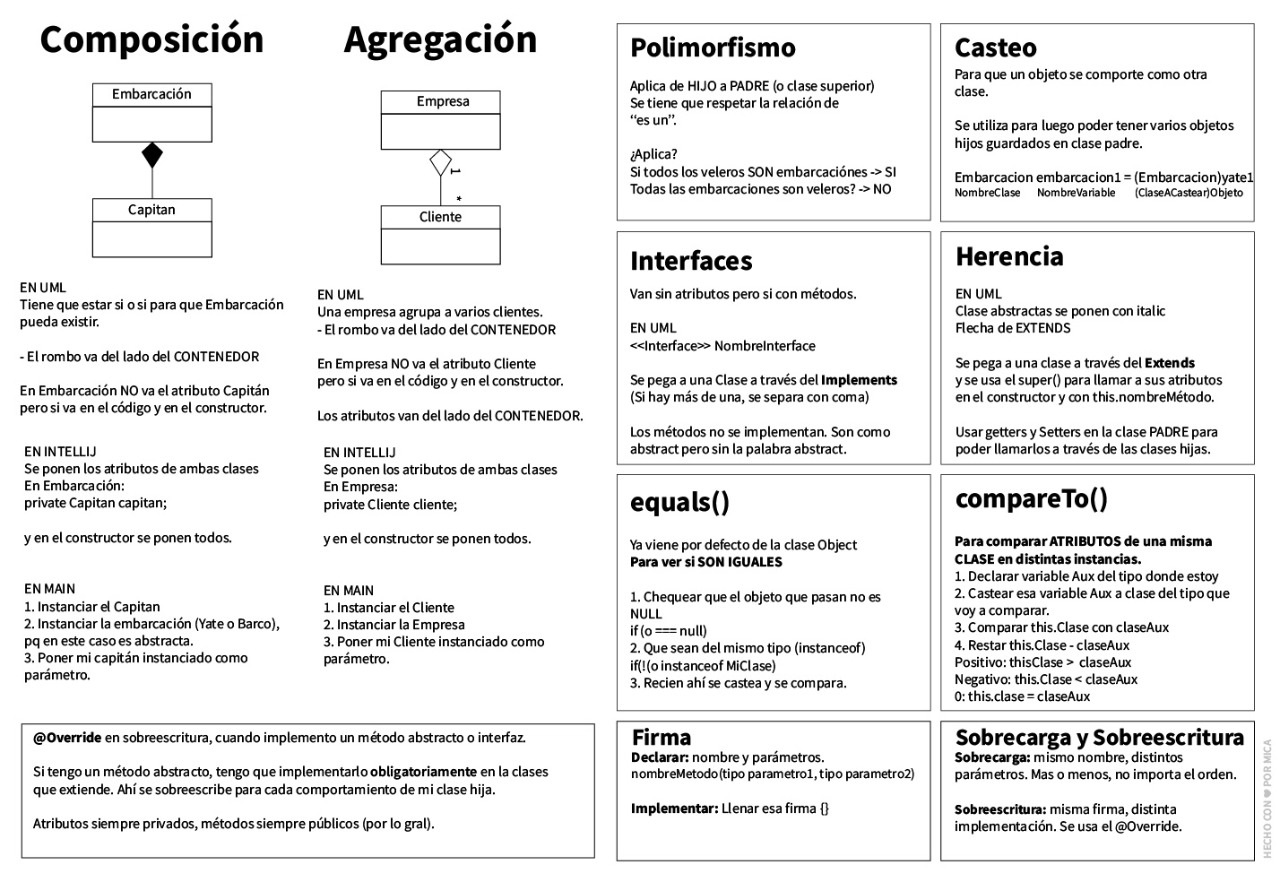 Composición
Embarcación
Capitan
EN UML
Tiene que estar si o si para que Embarcación
pueda existir.
- El rombo va del lado del CONTENEDOR
En Embarcación NO va el atributo Capitán
pero si va en el código y en el constructor.
EN INTELLIJ
Se ponen los atributos de ambas clases
En Embarcación:
private Capitan capitan;
y en el constructor se ponen todos.
EN MAIN
1. Instanciar el Capitan
2. Instanciar la embarcación (Yate o Barco),
pq en este caso es abstracta.
3. Poner mi capitán instanciado como
parámetro.
Agregación
Empresa
1
*
Cliente
EN UML
Una empresa agrupa a varios clientes.
- El rombo va del lado del CONTENEDOR
En Empresa NO va el atributo Cliente
pero si va en el código y en el constructor.
Los atributos van del lado del CONTENEDOR.
EN INTELLIJ
Se ponen los atributos de ambas clases
En Empresa:
private Cliente cliente;
y en el constructor se ponen todos.
EN MAIN
1. Instanciar el Cliente
2. Instanciar la Empresa
3. Poner mi Cliente instanciado como
parámetro.
@Override en sobreescritura, cuando implemento un método abstracto o interfaz.
Si tengo un método abstracto, tengo que implementarlo obligatoriamente en la clases
que extiende. Ahí se sobreescribe para cada comportamiento de mi clase hija.
Atributos siempre privados, métodos siempre públicos (por lo gral).
Polimorfismo
Aplica de HIJO a PADRE (o clase superior)
Se tiene que respetar la relación de
“es un”.
¿Aplica?
Si todos los veleros SON embarcaciónes -> SI
Todas las embarcaciones son veleros? -> NO
Casteo
Para que un objeto se comporte como otra
clase.
Se utiliza para luego poder tener varios objetos
hijos guardados en clase padre.
Embarcacion embarcacion1 = (Embarcacion)yate1
NombreClase NombreVariable (ClaseACastear)Objeto
Interfaces
Van sin atributos pero si con métodos.
EN UML
<<Interface>> NombreInterface
Se pega a una Clase a través del Implements
(Si hay más de una, se separa con coma)
Los métodos no se implementan. Son como
abstract pero sin la palabra abstract.
Herencia
EN UML
Clase abstractas se ponen con italic
Flecha de EXTENDS
Se pega a una clase a través del Extends
y se usa el super() para llamar a sus atributos
en el constructor y con this.nombreMétodo.
Usar getters y Setters en la clase PADRE para
poder llamarlos a través de las clases hijas.
equals()
Ya viene por defecto de la clase Object
Para ver si SON IGUALES
1. Chequear que el objeto que pasan no es
NULL
if (o === null)
2. Que sean del mismo tipo (instanceof)
if(!(o instanceof MiClase)
3. Recien ahí se castea y se compara.
compareTo()
Para comparar ATRIBUTOS de una misma
CLASE en distintas instancias.
1. Declarar variable Aux del tipo donde estoy
2. Castear esa variable Aux a clase del tipo que
voy a comparar.
3. Comparar this.Clase con claseAux
4. Restar this.Clase - claseAux
Positivo: thisClase > claseAux
Negativo: this.Clase < claseAux
0: this.clase = claseAux
Firma
Declarar: nombre y parámetros.
nombreMetodo(tipo parametro1, tipo parametro2)
Implementar: Llenar esa firma {}
Sobrecarga y Sobreescritura
Sobrecarga: mismo nombre, distintos
parámetros. Mas o menos, no importa el orden.
Sobreescritura: misma firma, distinta
implementación. Se usa el @Override.
HECHO CON ❤ POR MICA